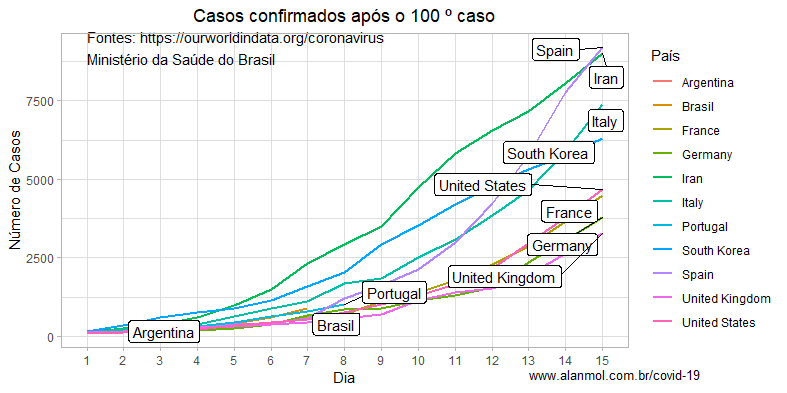 Casos confirmados após o 100 º caso
Fontes: https://ourworldindata.org/coronavirus
Ministério da Saúde do Brasil
Número de Casos
7500
5000
2500
0
Spain
Iran
Italy
South Korea
United States
France
Germany
United Kingdom
Portugal
Brasil
Argentina
1 2 3 4 5 6 7 8 9 10 11 12 13 14 15
Dia
www.alanmol.com.br/covid-19
País
Argentina
Brasil
France
Germany
Iran
Italy
Portugal
South Korea
Spain
United Kingdom
United States